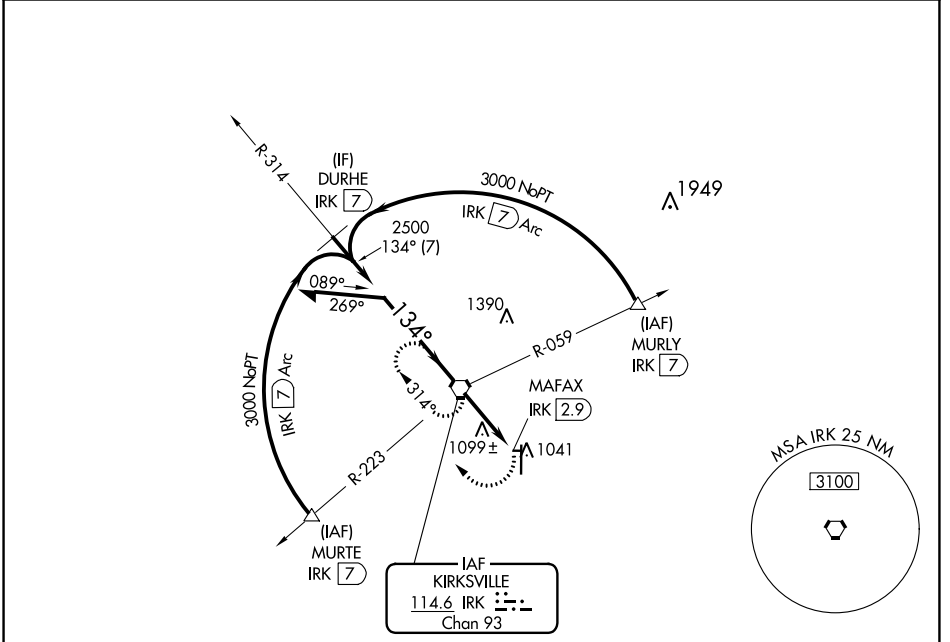 R-314
(IF)
DURHE
IRK 7
3000 NoPT
IRK 7 Arc
1949
2500
134° (7)
089°
269°
134°
1390
R-059
(IAF)
MURLY
IRK 7
3000 NoPT
IRK 7 Arc
314°
MAFAX
IRK 2.9
1099±
1041
R-223
(IAF)
MURTE
IRK 7
MSA IRK 25 NM
3100
IAF
KIRKSVILLE
114.6 IRK
Chan 93